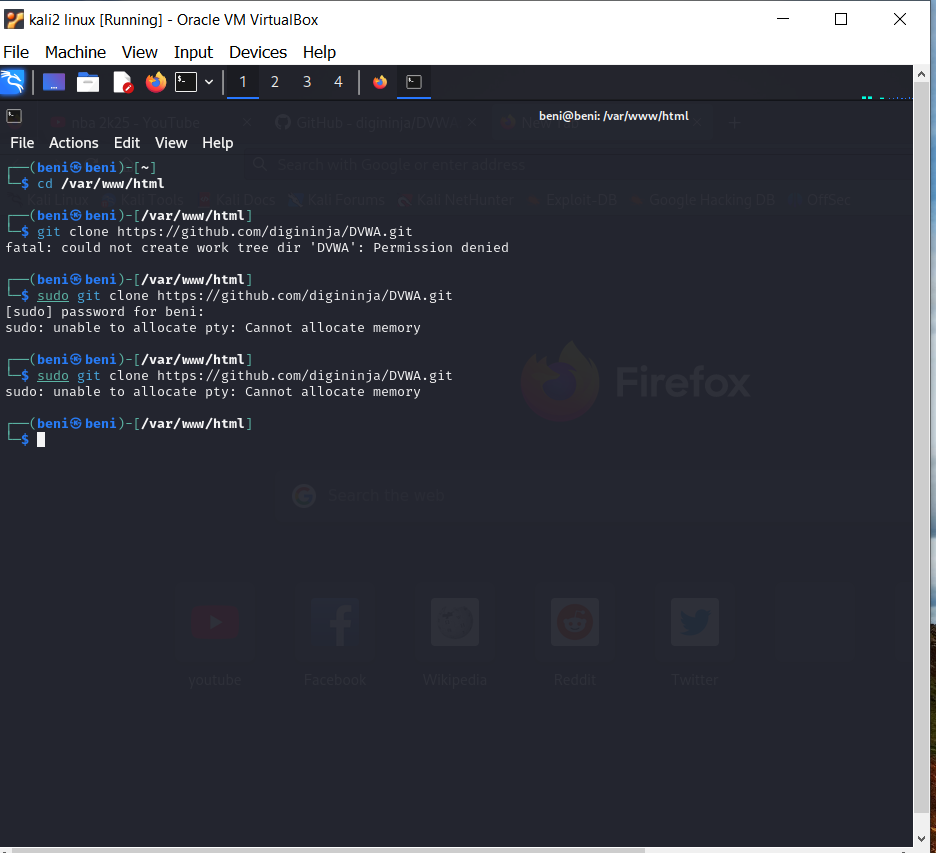 kali2 linux [Running] - Oracle VM VirtualBox
File Machine View Input Devices Help
1 2 3 4
nba 2k25 - YouTube
GitHub - digininja/DVWA
beni@beni: /var/www/html
File Actions Edit View Help
Search with Google or enter address
┌──(beni㉿beni)-[~]
└─$ cd /var/www/html
Kali Linux Kali Tools Kali Docs Kali Forums Kali NetHunter Exploit-DB Google Hacking DB OffSec
┌──(beni㉿beni)-[/var/www/html]
└─$ git clone https://github.com/digininja/DVWA.git
fatal: could not create work tree dir 'DVWA': Permission denied
┌──(beni㉿beni)-[/var/www/html]
└─$ sudo git clone https://github.com/digininja/DVWA.git
[sudo] password for beni:
sudo: unable to allocate pty: Cannot allocate memory
┌──(beni㉿beni)-[/var/www/html]
└─$ sudo git clone https://github.com/digininja/DVWA.git
sudo: unable to allocate pty: Cannot allocate memory
Firefox
┌──(beni㉿beni)-[/var/www/html]
└─$
Search the web
youtube Facebook Wikipedia Reddit Twitter